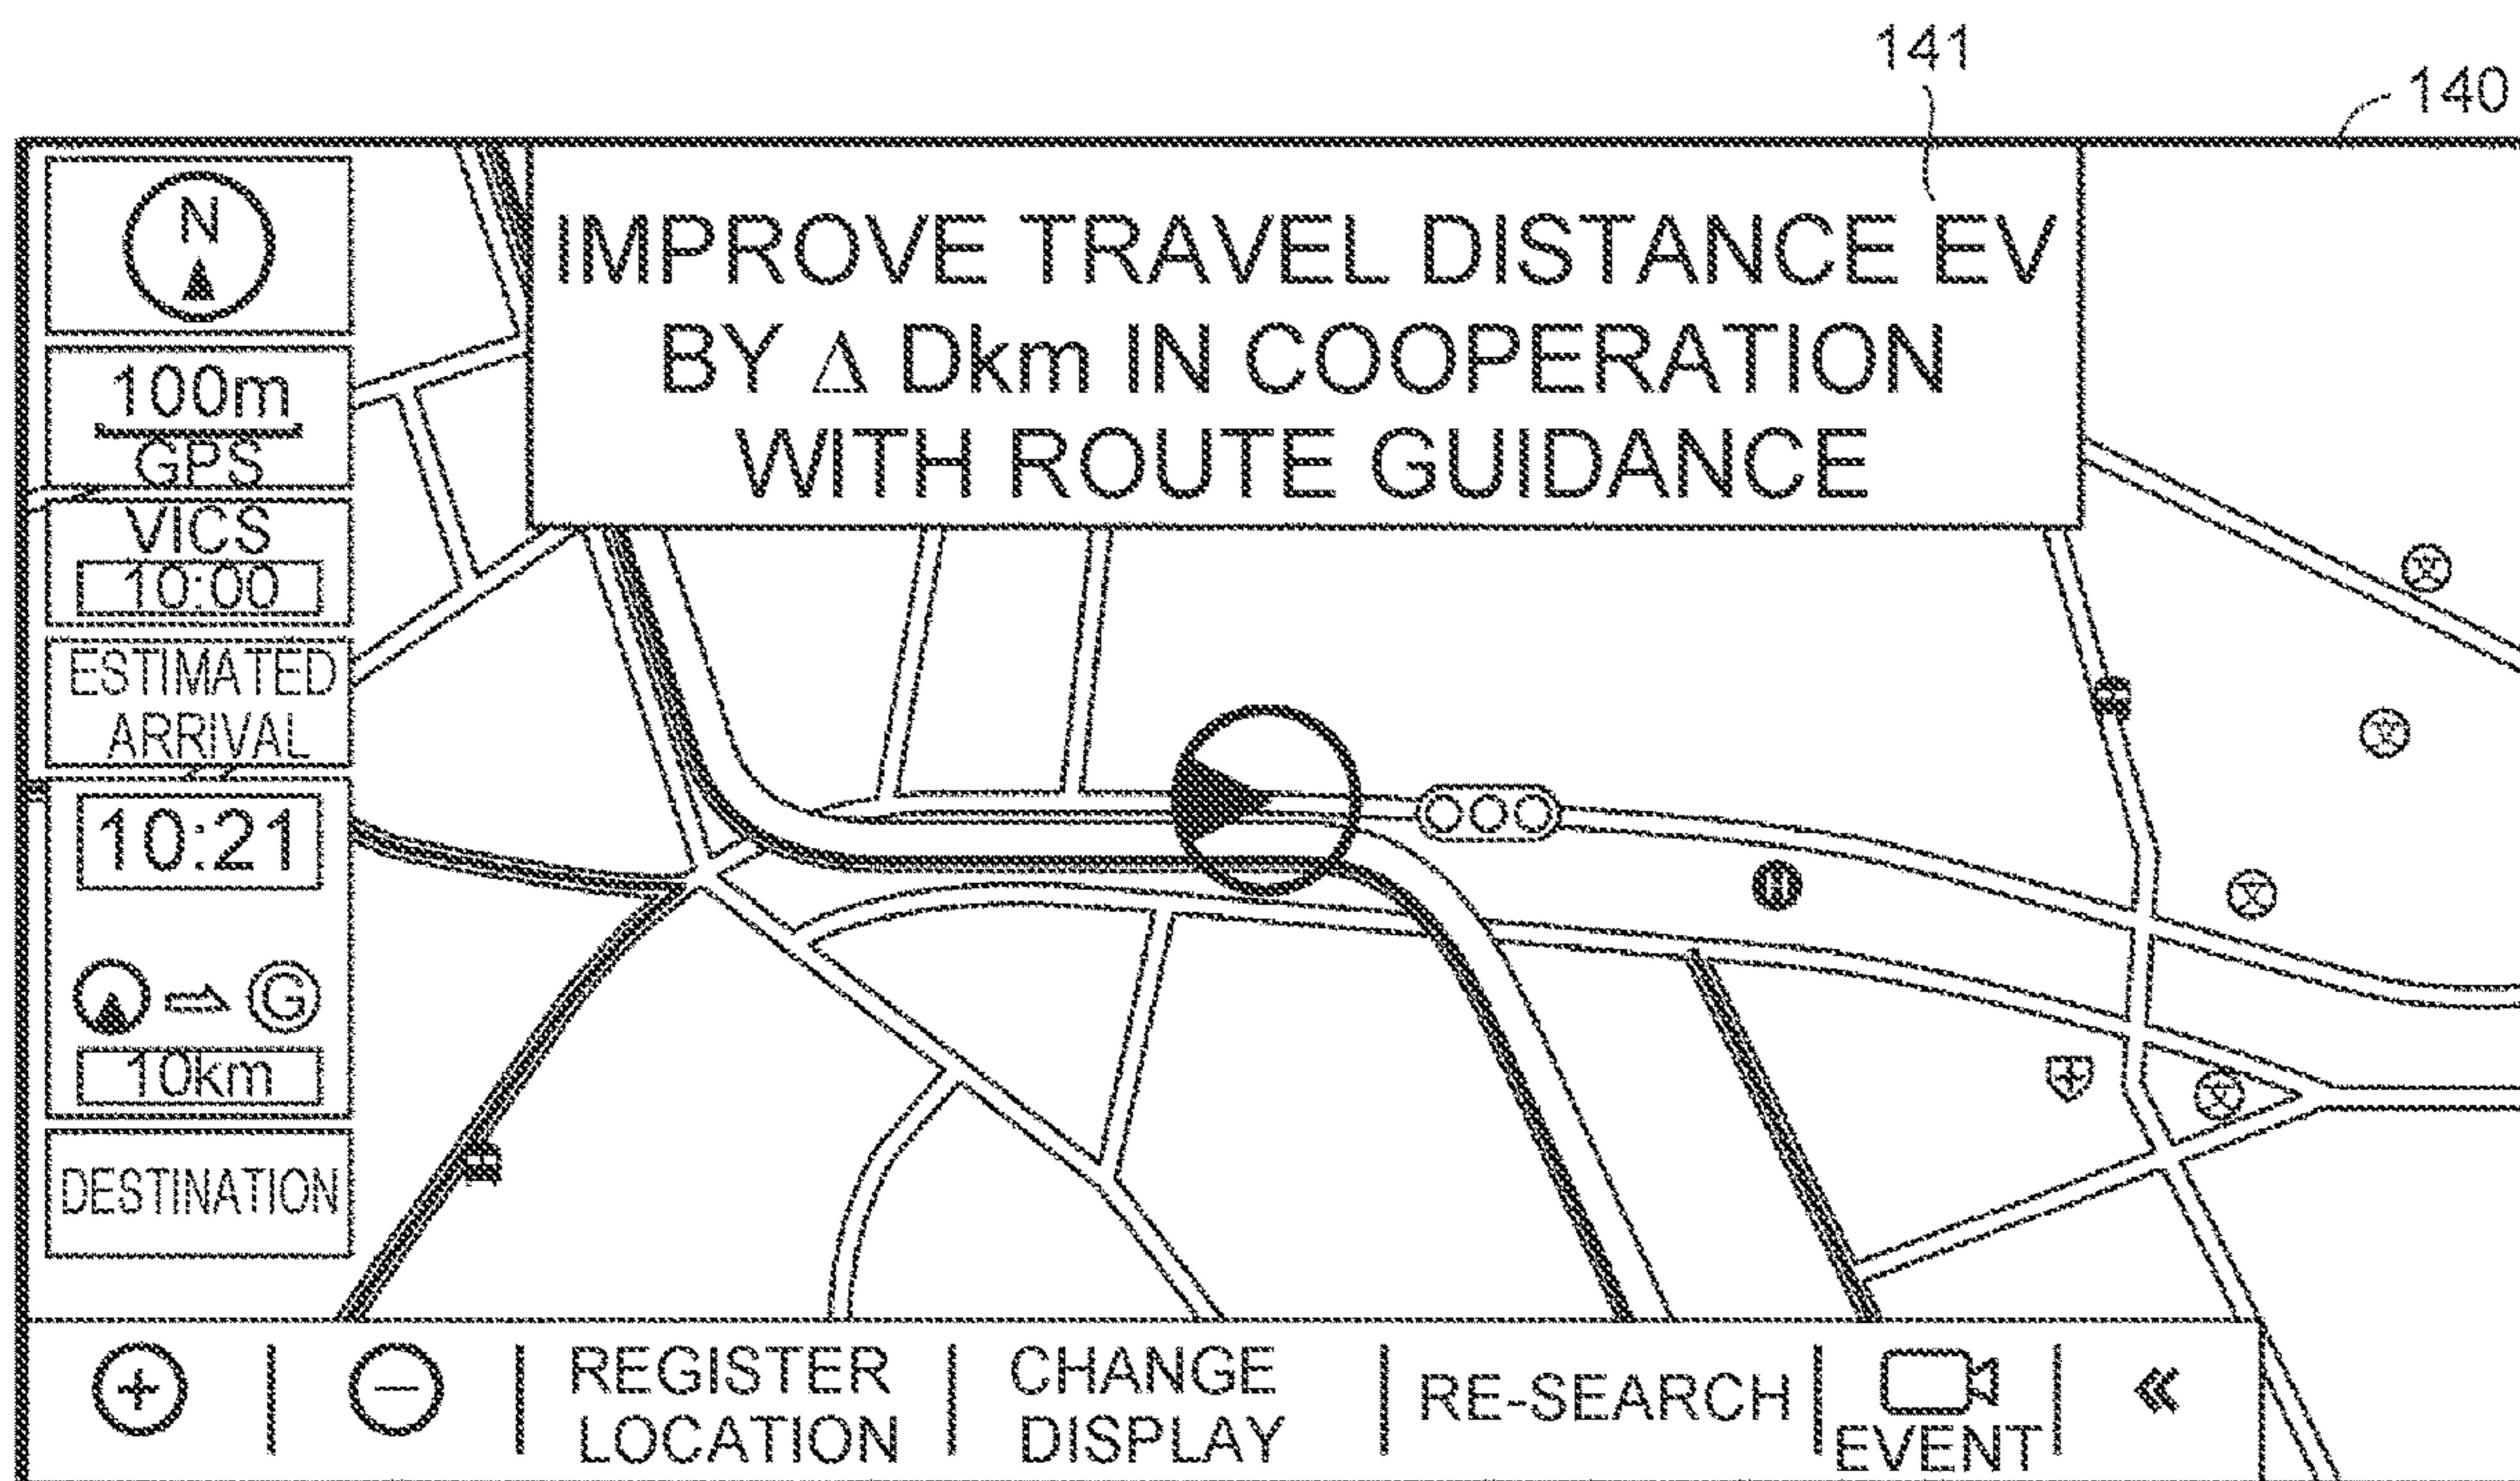 141
140
N
100m
GPS
VICS
10:00
ESTIMATED
ARRIVAL
10:21
G
10km
DESTINATION
IMPROVE TRAVEL DISTANCE EV
BY Δ Dkm IN COOPERATION
WITH ROUTE GUIDANCE
REGISTER
LOCATION
CHANGE
DISPLAY
RE-SEARCH
EVENT